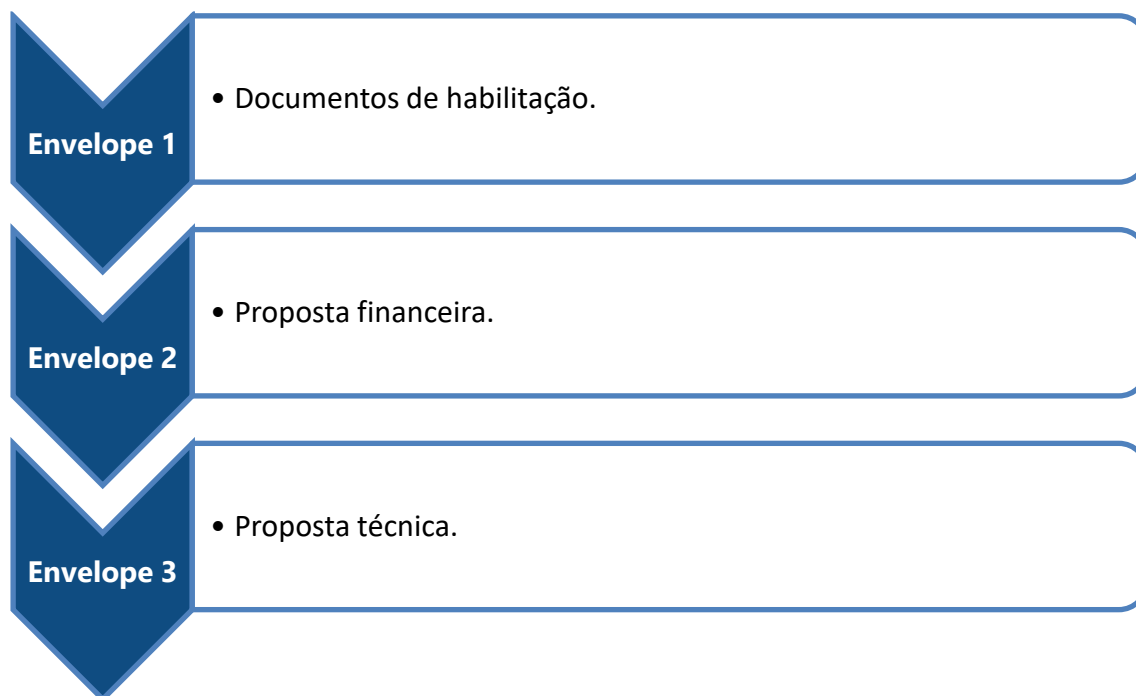 Envelope 1
• Documentos de habilitação.
Envelope 2
• Proposta financeira.
Envelope 3
• Proposta técnica.